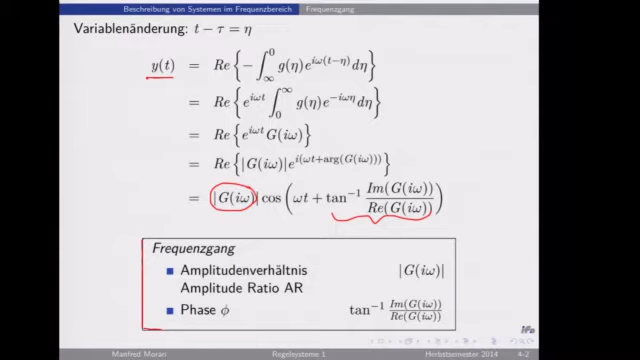 Beschreibung von Systemen im Frequenzbereich Frequenzgang
Variablenänderung: t − τ = η
y(t) = Re{−∫_∞^0 g(η)e^{iω(t−η)}dη}
= Re{e^{iωt} ∫_0^∞ g(η)e^{−iωη}dη}
= Re{e^{iωt} G(iω)}
= Re{|G(iω)|e^{i(ωt+arg(G(iω)))}}
= |G(iω)| cos(ωt + tan^{−1} Im(G(iω))/Re(G(iω)))
Frequenzgang
Amplitudenverhältnis |G(iω)|
Amplitude Ratio AR
Phase ϕ tan^{−1} Im(G(iω))/Re(G(iω))
Manfred Morari Regelsysteme 1 Herbstsemester 2014 4-2